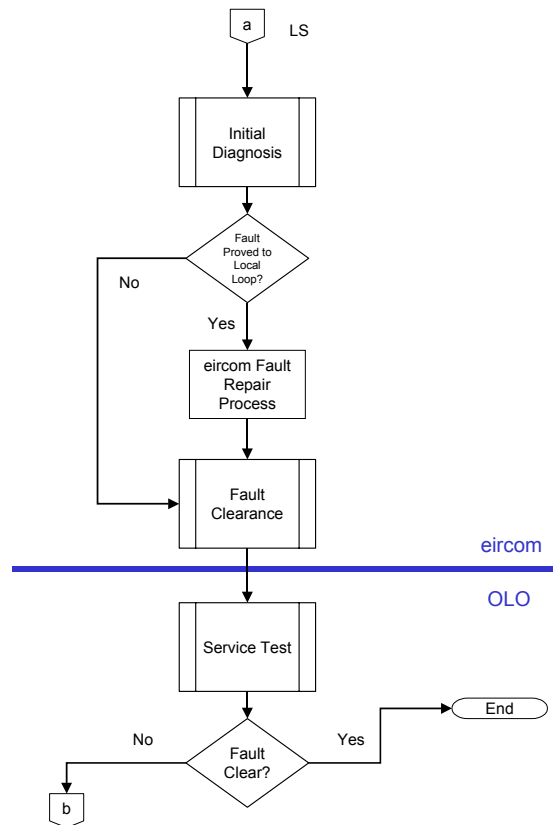 a
LS
Initial
Diagnosis
Fault
Proved to
Local
Loop?
No
Yes
eircom Fault
Repair
Process
Fault
Clearance
eircom
OLO
Service Test
End
No
Yes
Fault
Clear?
b